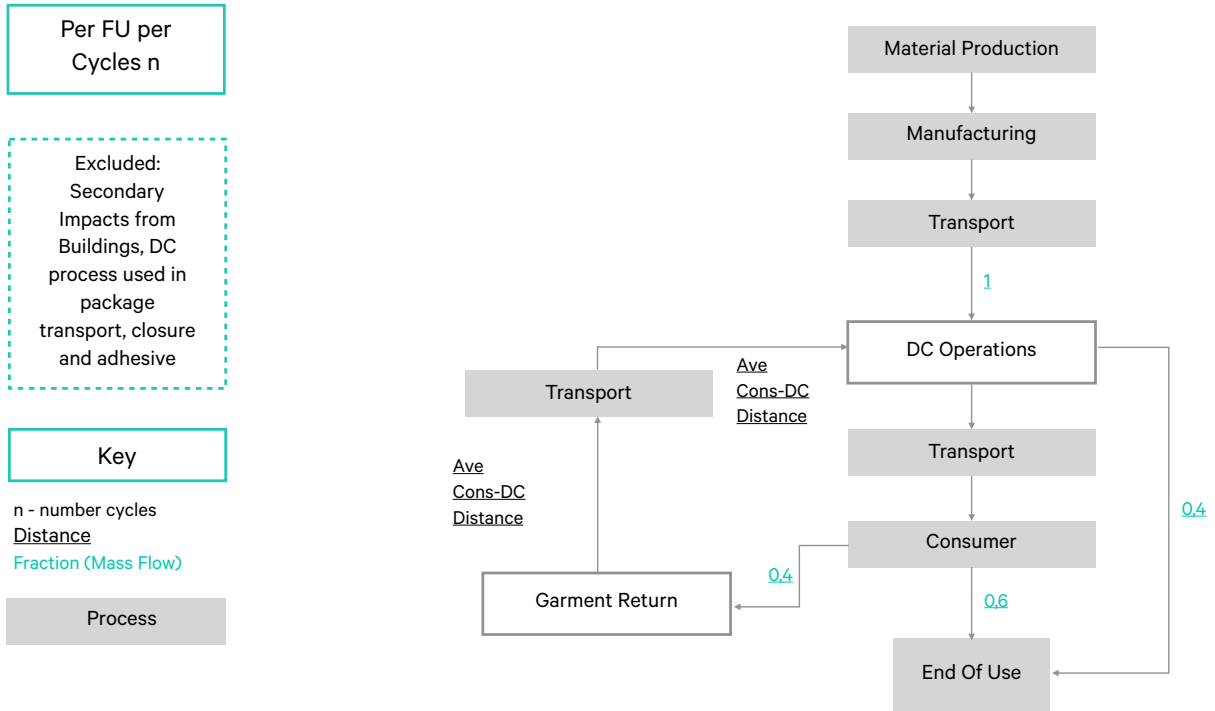 Per FU per
Cycles n
Excluded:
Secondary
Impacts from
Buildings, DC
process used in
package
transport, closure
and adhesive
Key
n - number cycles
Distance
Fraction (Mass Flow)
Process
Material Production
Manufacturing
Transport
1
DC Operations
Transport
Ave
Cons-DC
Distance
Transport
Ave
Cons-DC
Distance
Consumer
0,4
0,4
Garment Return
0,6
End Of Use